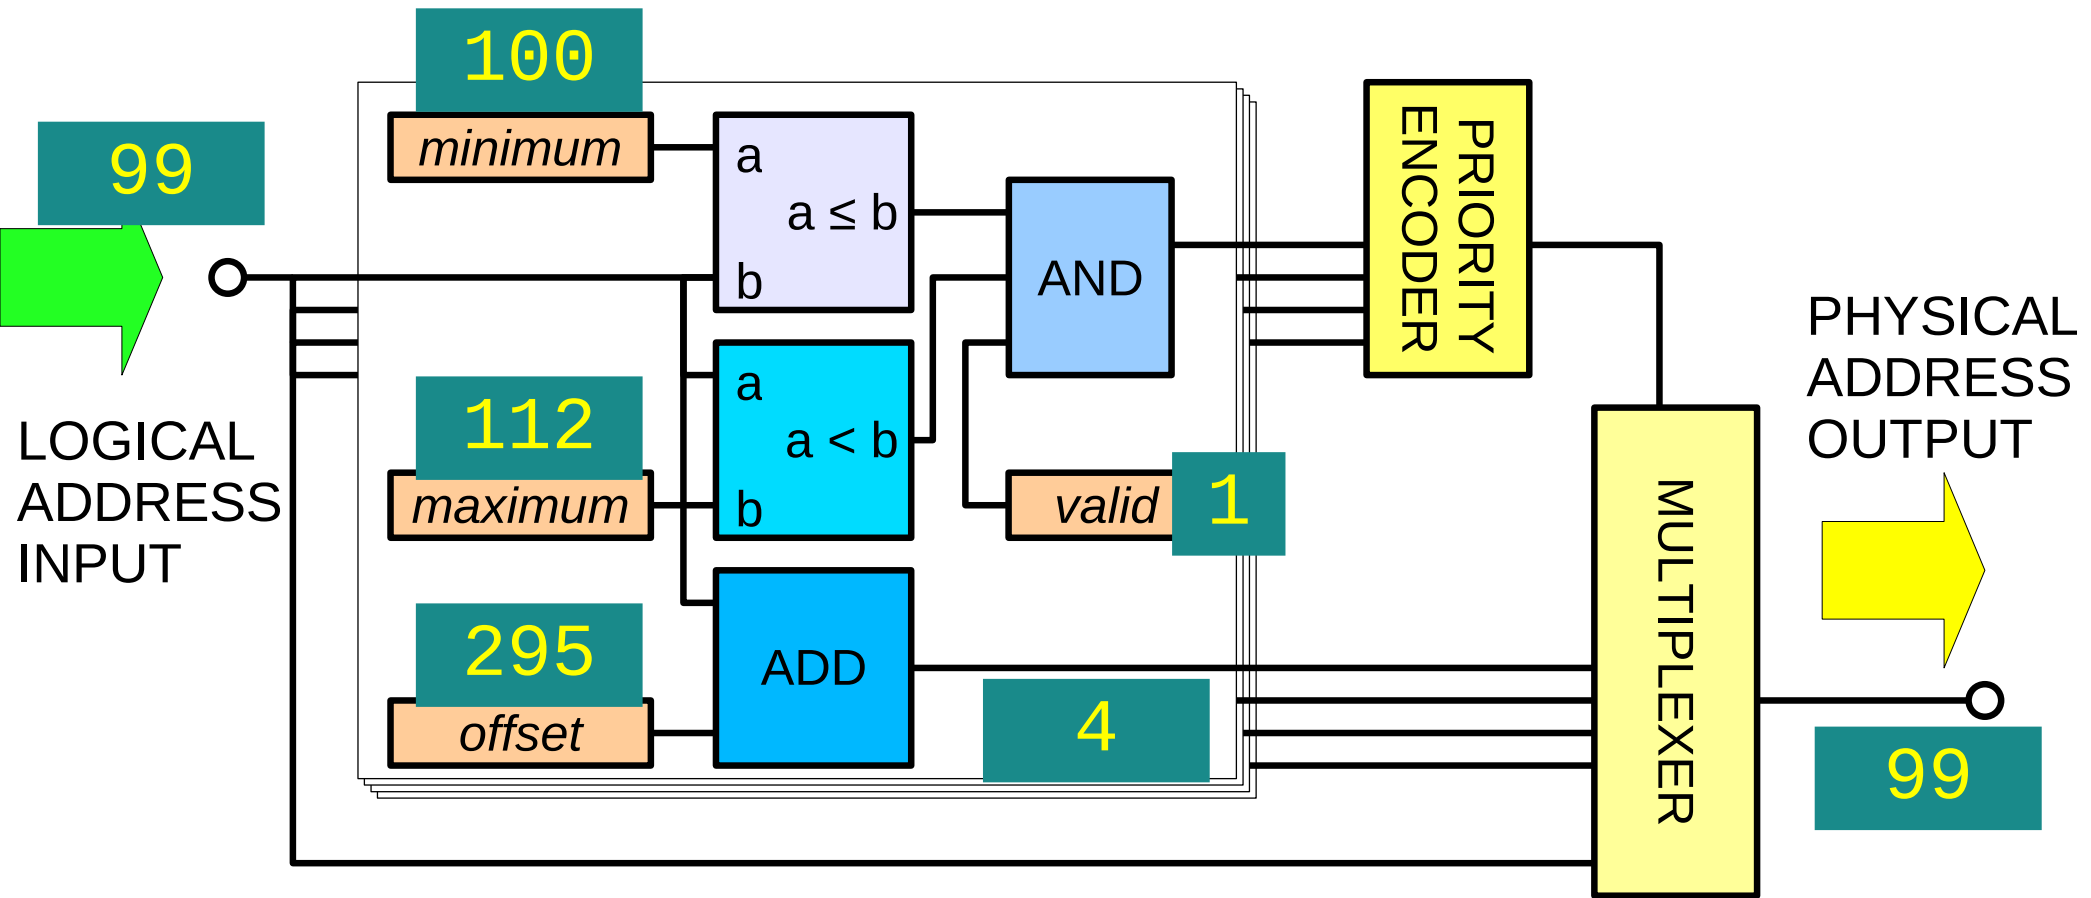 100
99
minimum
a
a ≤ b
b
AND
PRIORITY
ENCODER
PHYSICAL
ADDRESS
OUTPUT
LOGICAL
ADDRESS
INPUT
112
maximum
a
a < b
b
valid
1
295
offset
ADD
4
MULTIPLEXER
99